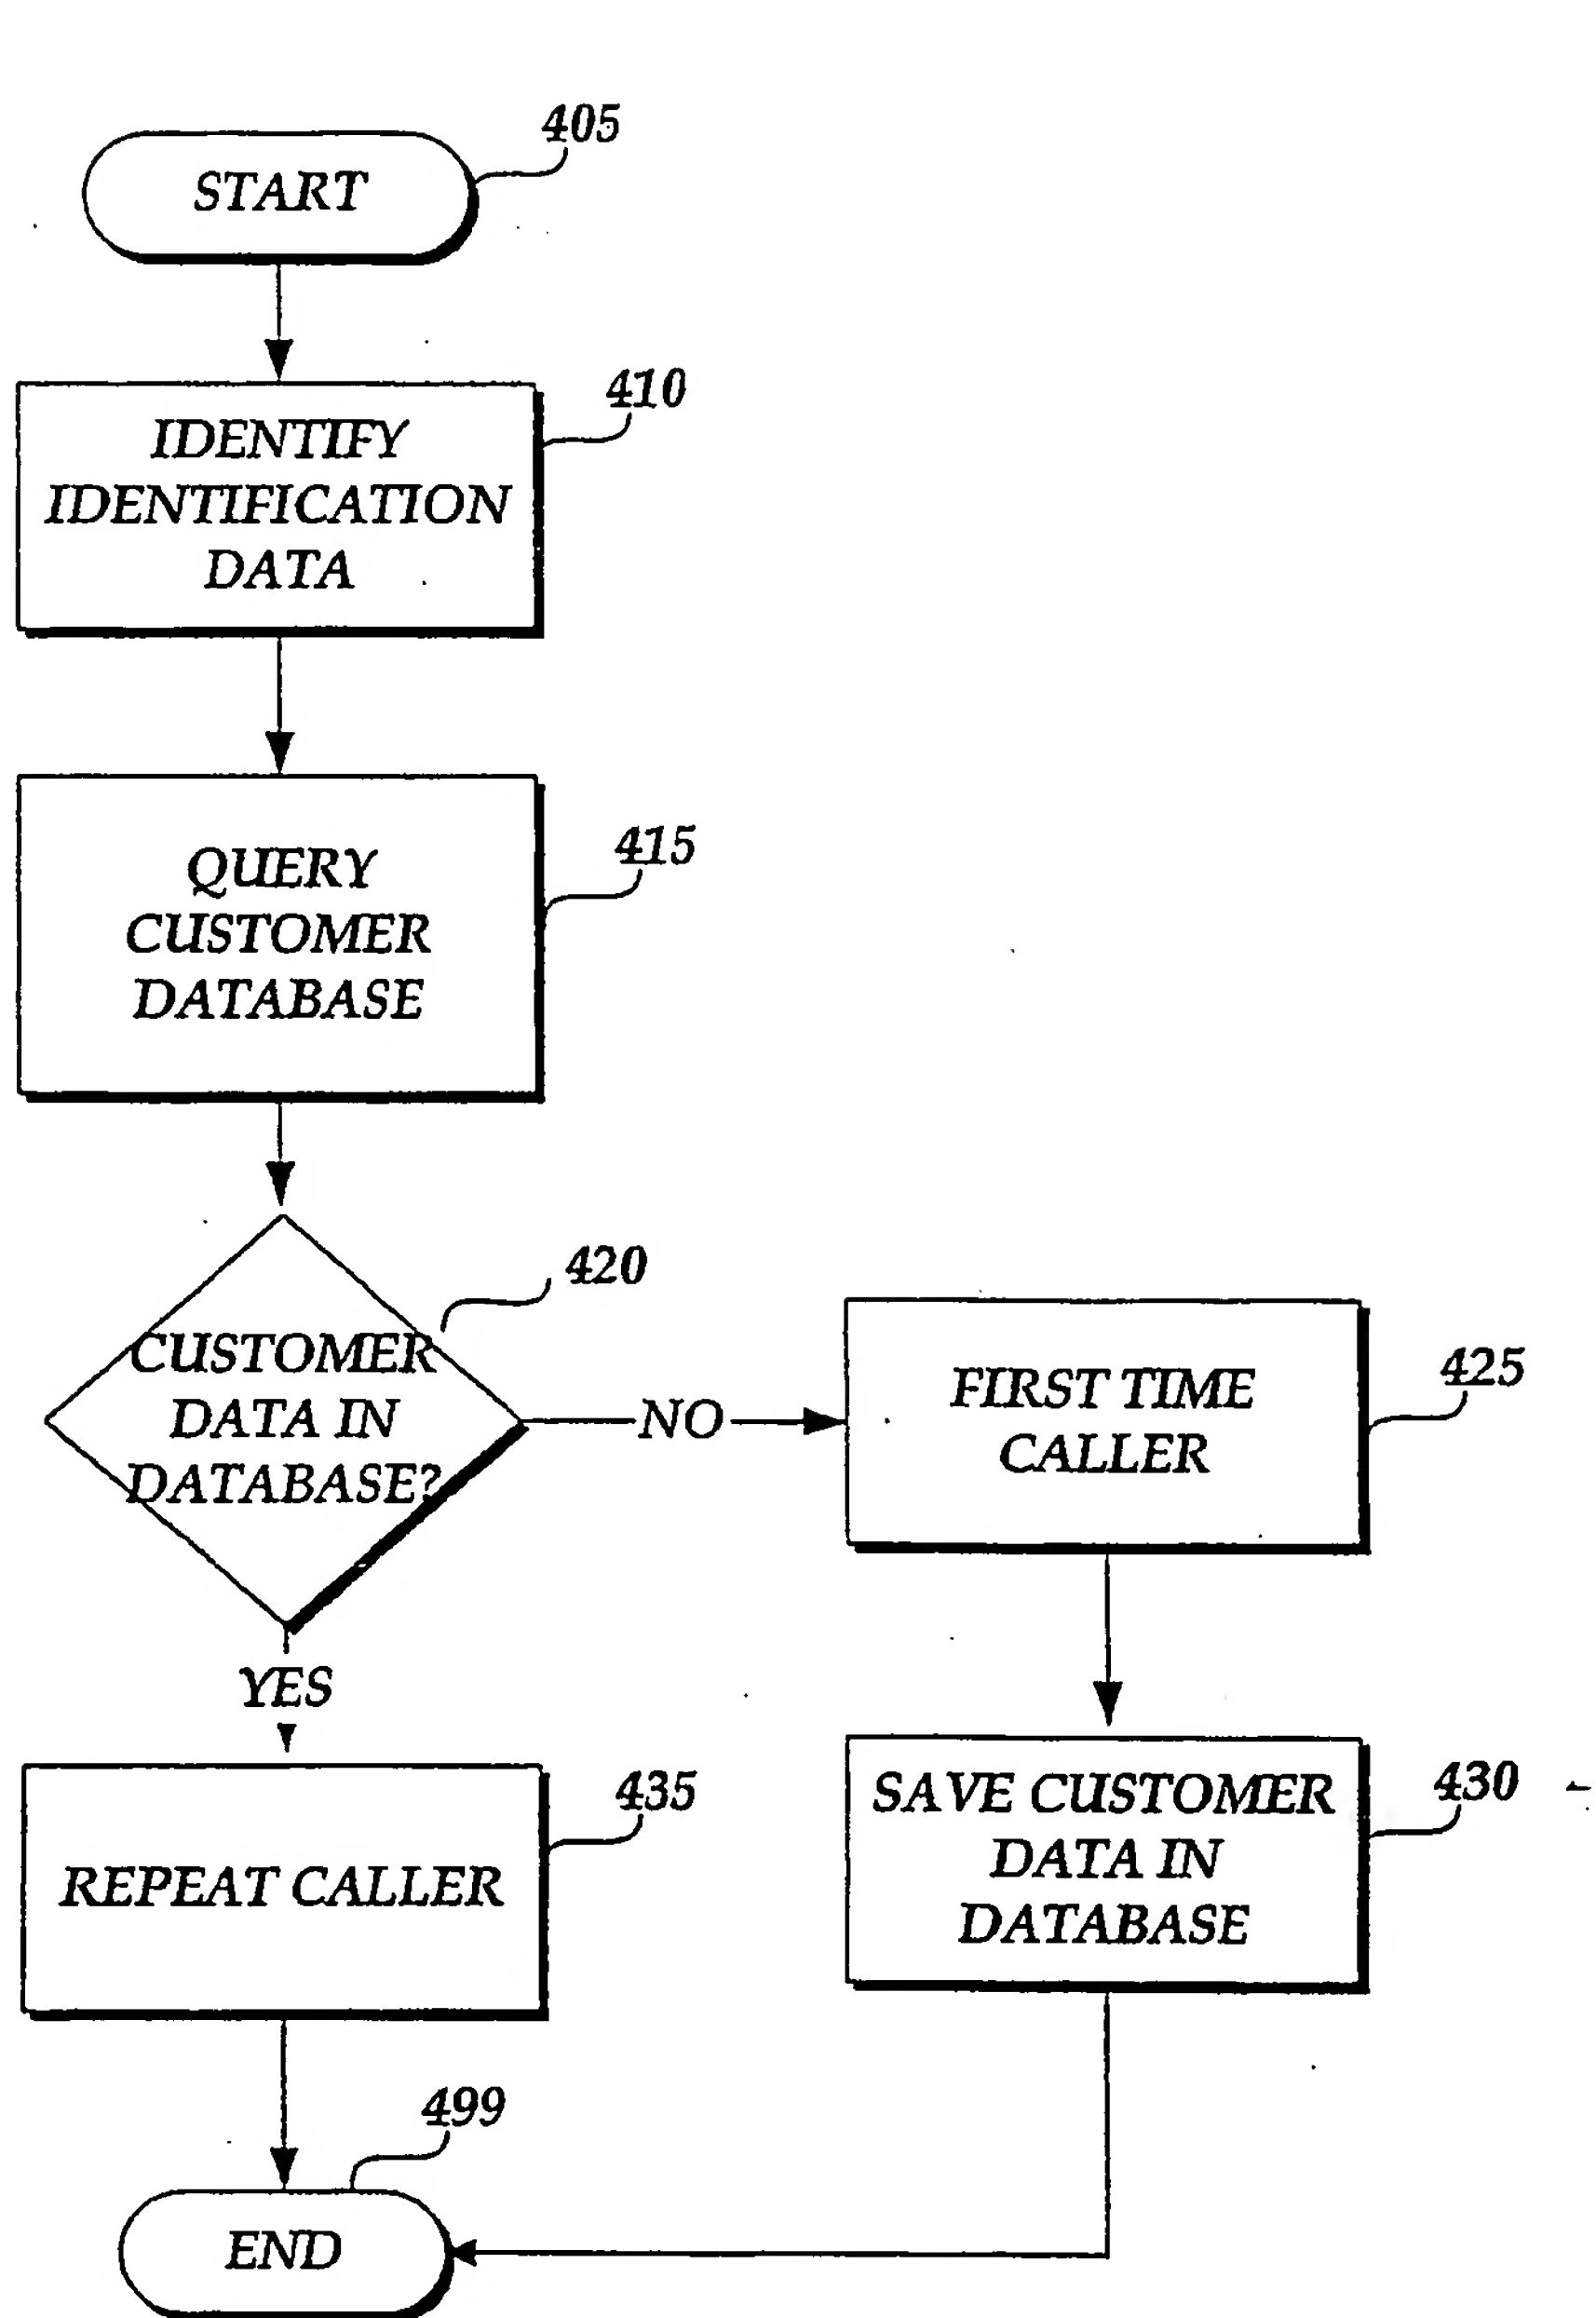 405
START
410
IDENTIFY
IDENTIFICATION
DATA
415
QUERY
CUSTOMER
DATABASE
420
CUSTOMER
DATA IN
DATABASE?
NO
425
FIRST TIME
CALLER
YES
435
REPEAT CALLER
430
SAVE CUSTOMER
DATA IN
DATABASE
499
END